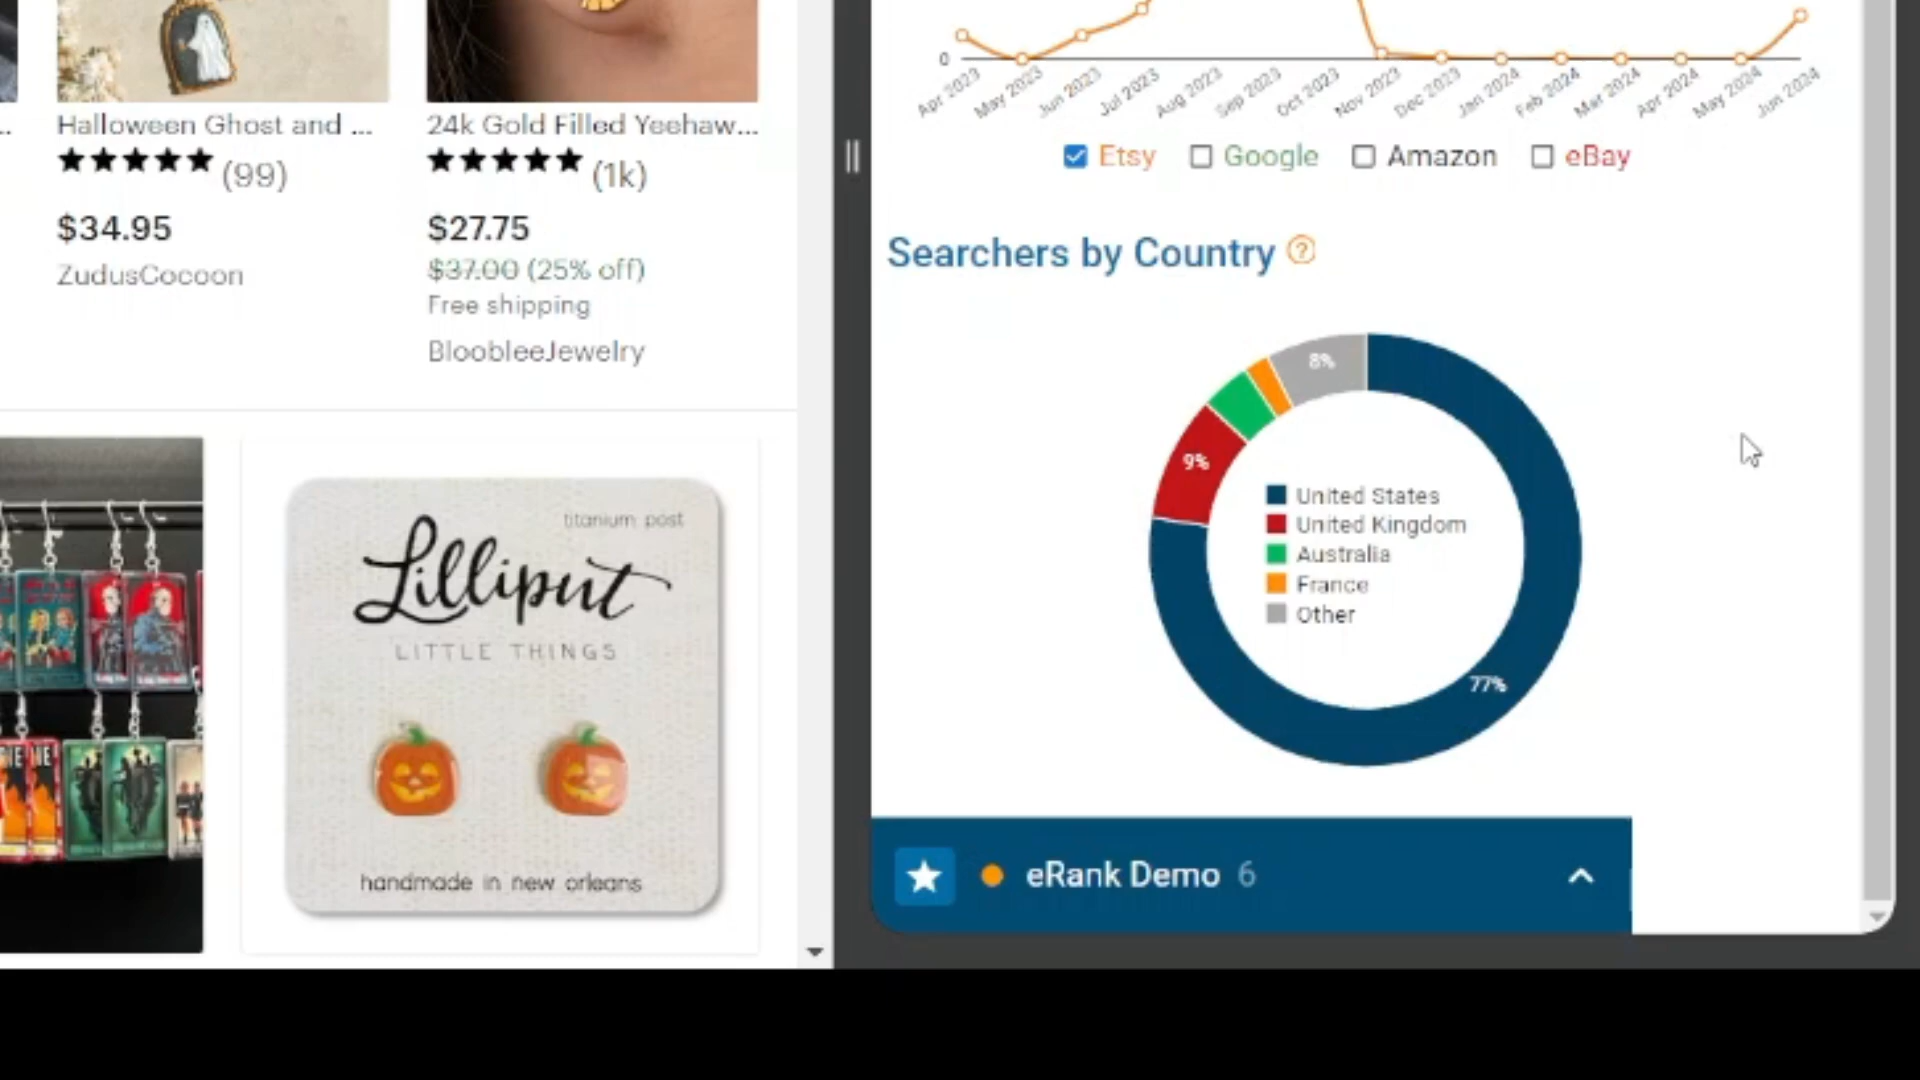 ...
Halloween Ghost and ...
(99)
$34.95
ZudusCocoon
24k Gold Filled Yeehaw...
(1k)
$27.75
$37.00 (25% off)
Free shipping
BloobleeJewelry
titanium post
Lilliput
LITTLE THINGS
handmade in new orleans
0
Apr 2023 May 2023 Jun 2023 Jul 2023 Aug 2023 Sep 2023 Oct 2023 Nov 2023 Dec 2023 Jan 2024 Feb 2024 Mar 2024 Apr 2024 May 2024 Jun 2024
Etsy Google Amazon eBay
Searchers by Country ?
8%
9%
United States
United Kingdom
Australia
France
Other
77%
eRank Demo 6